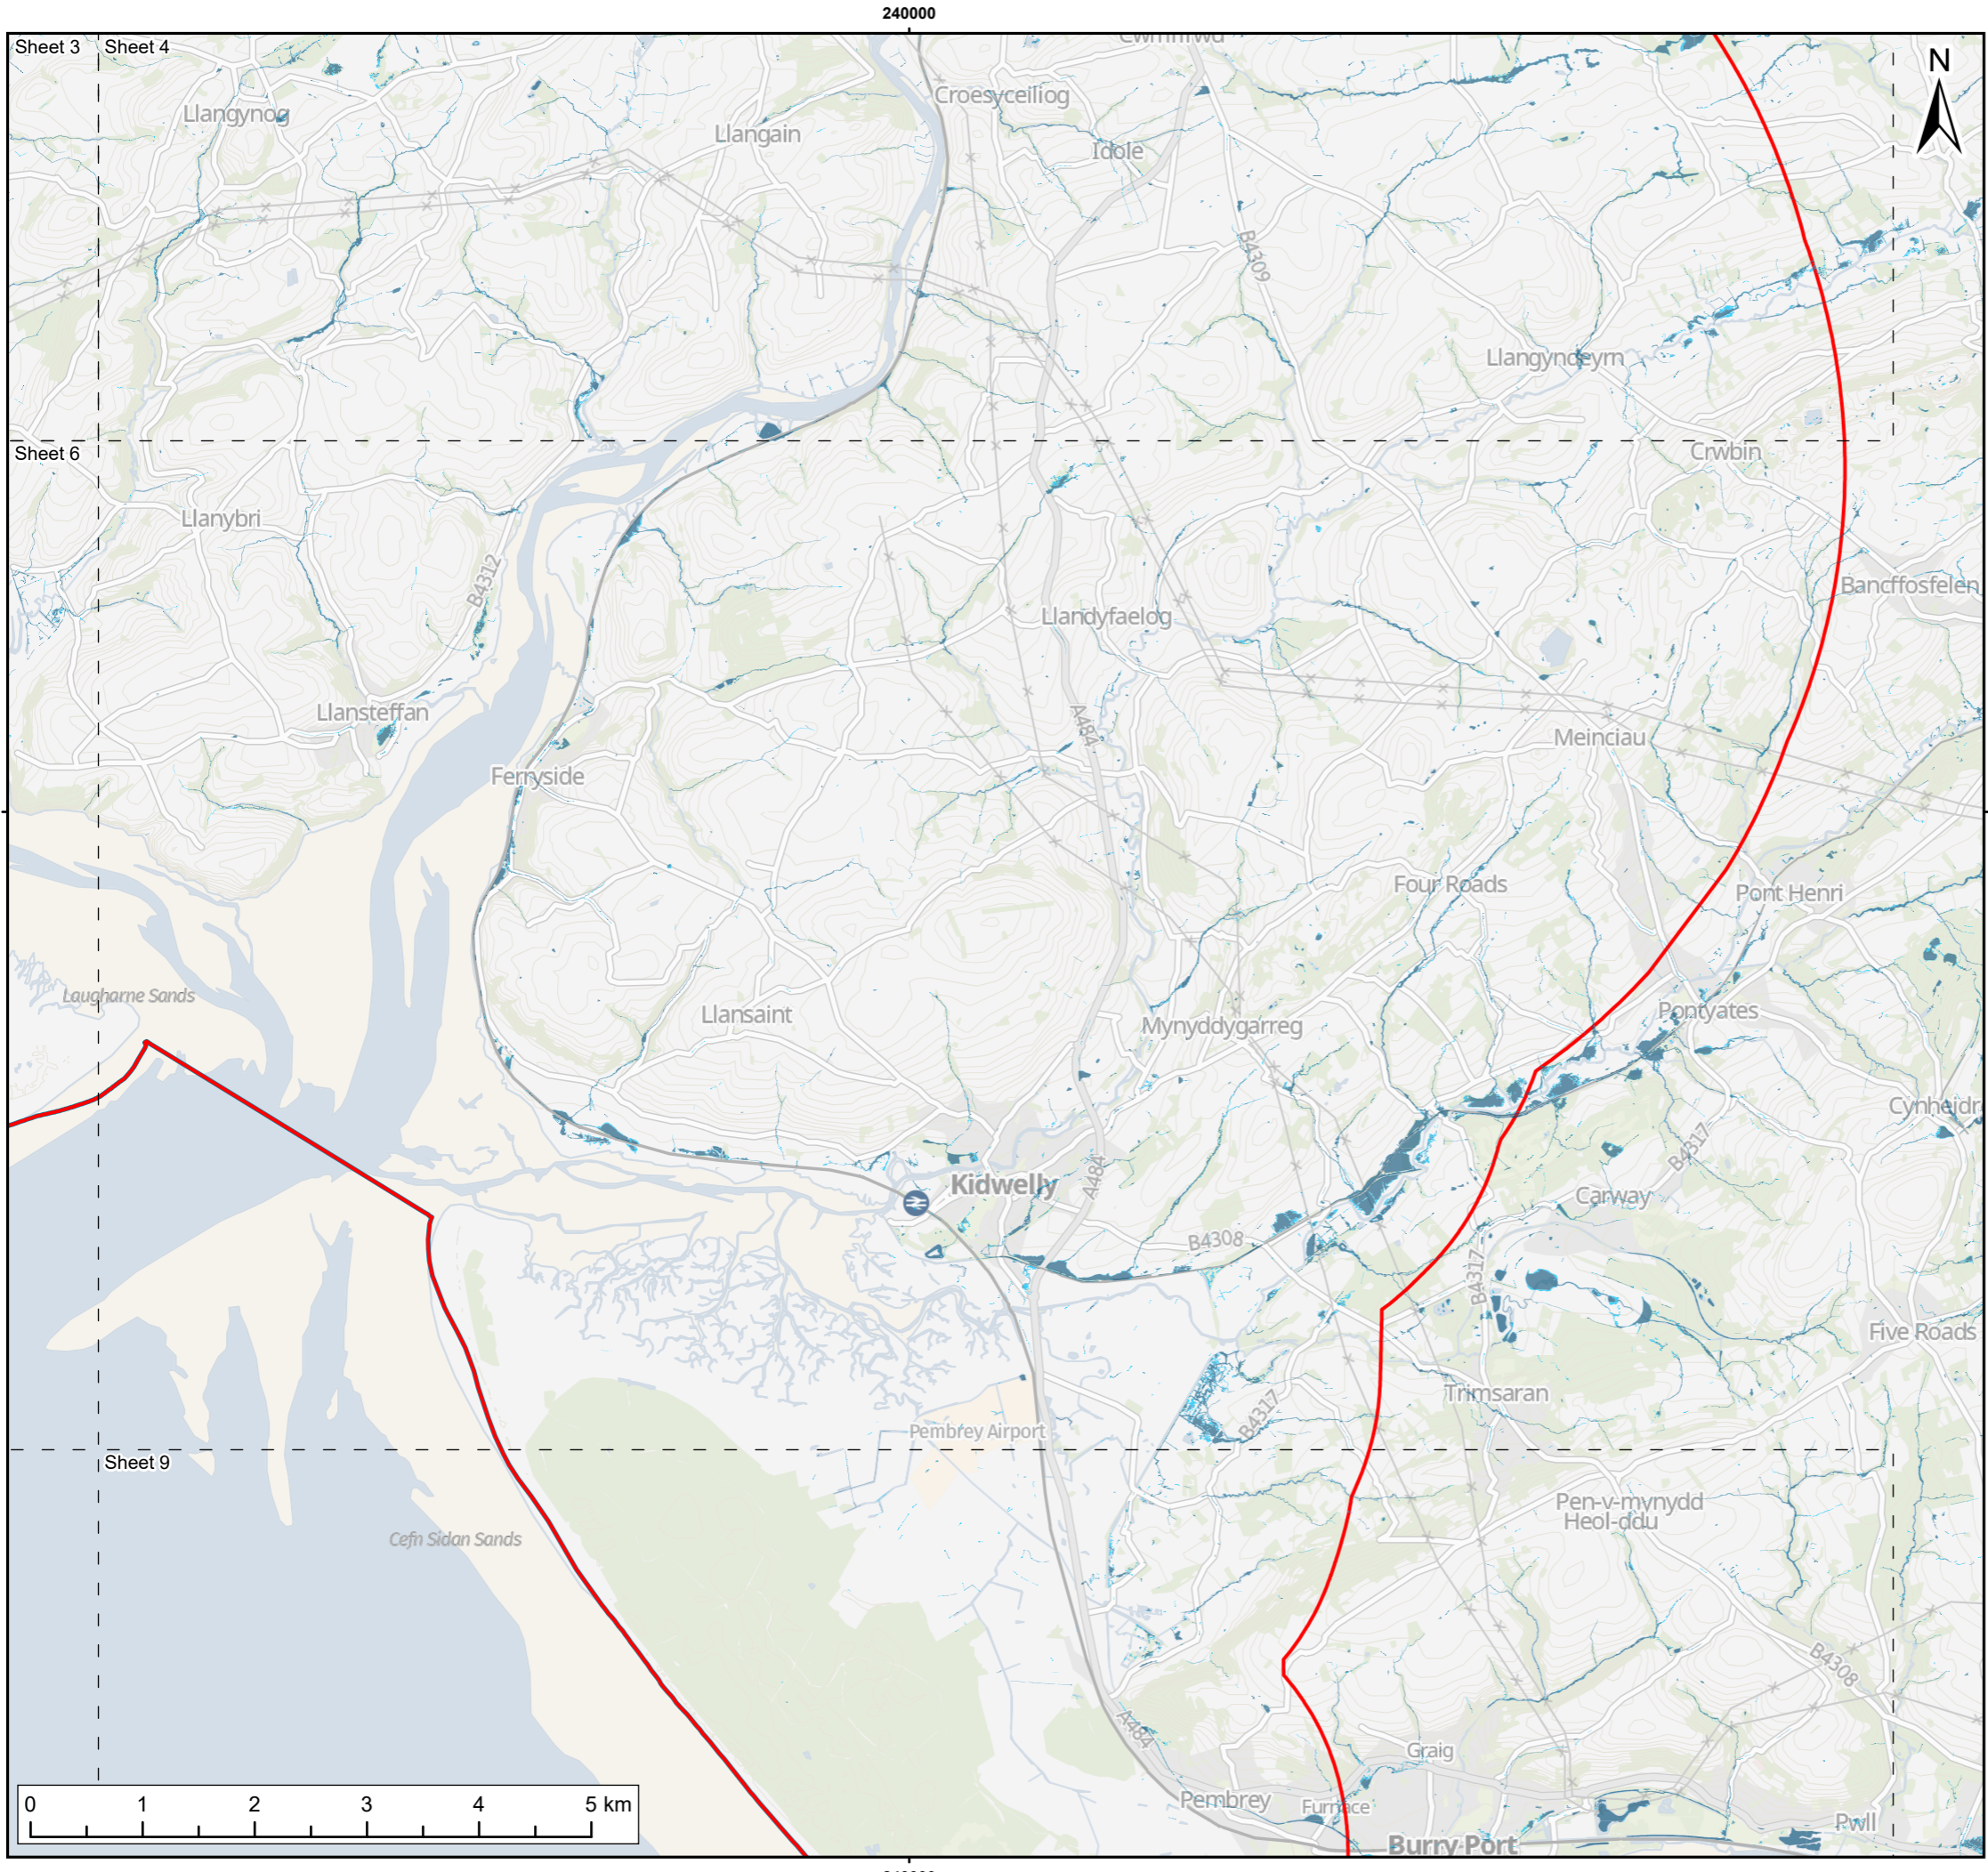 240000
Sheet 3
Sheet 4
Cwmffrwd
N
Croesyceiliog
Llangynog
Llangain
Idole
B4309
Llangyndeyrn
Crwbin
Sheet 6
Llanybri
B4312
Bancffosfelen
Llandyfaelog
Llansteffan
A484
Meinciau
Ferryside
Four Roads
Pont Henri
Laugharne Sands
Llansaint
Pontyates
Mynyddygarreg
Cynheidr
B4317
Kidwelly
A484
Carway
B4308
B4317
Five Roads
Trimsaran
B4317
Pembrey Airport
Sheet 9
Pen-y-mynydd
Heol-ddu
Cefn Sidan Sands
B4308
A484
Graig
Pembrey
Furnace
Pwll
Burry Port
0 1 2 3 4 5 km